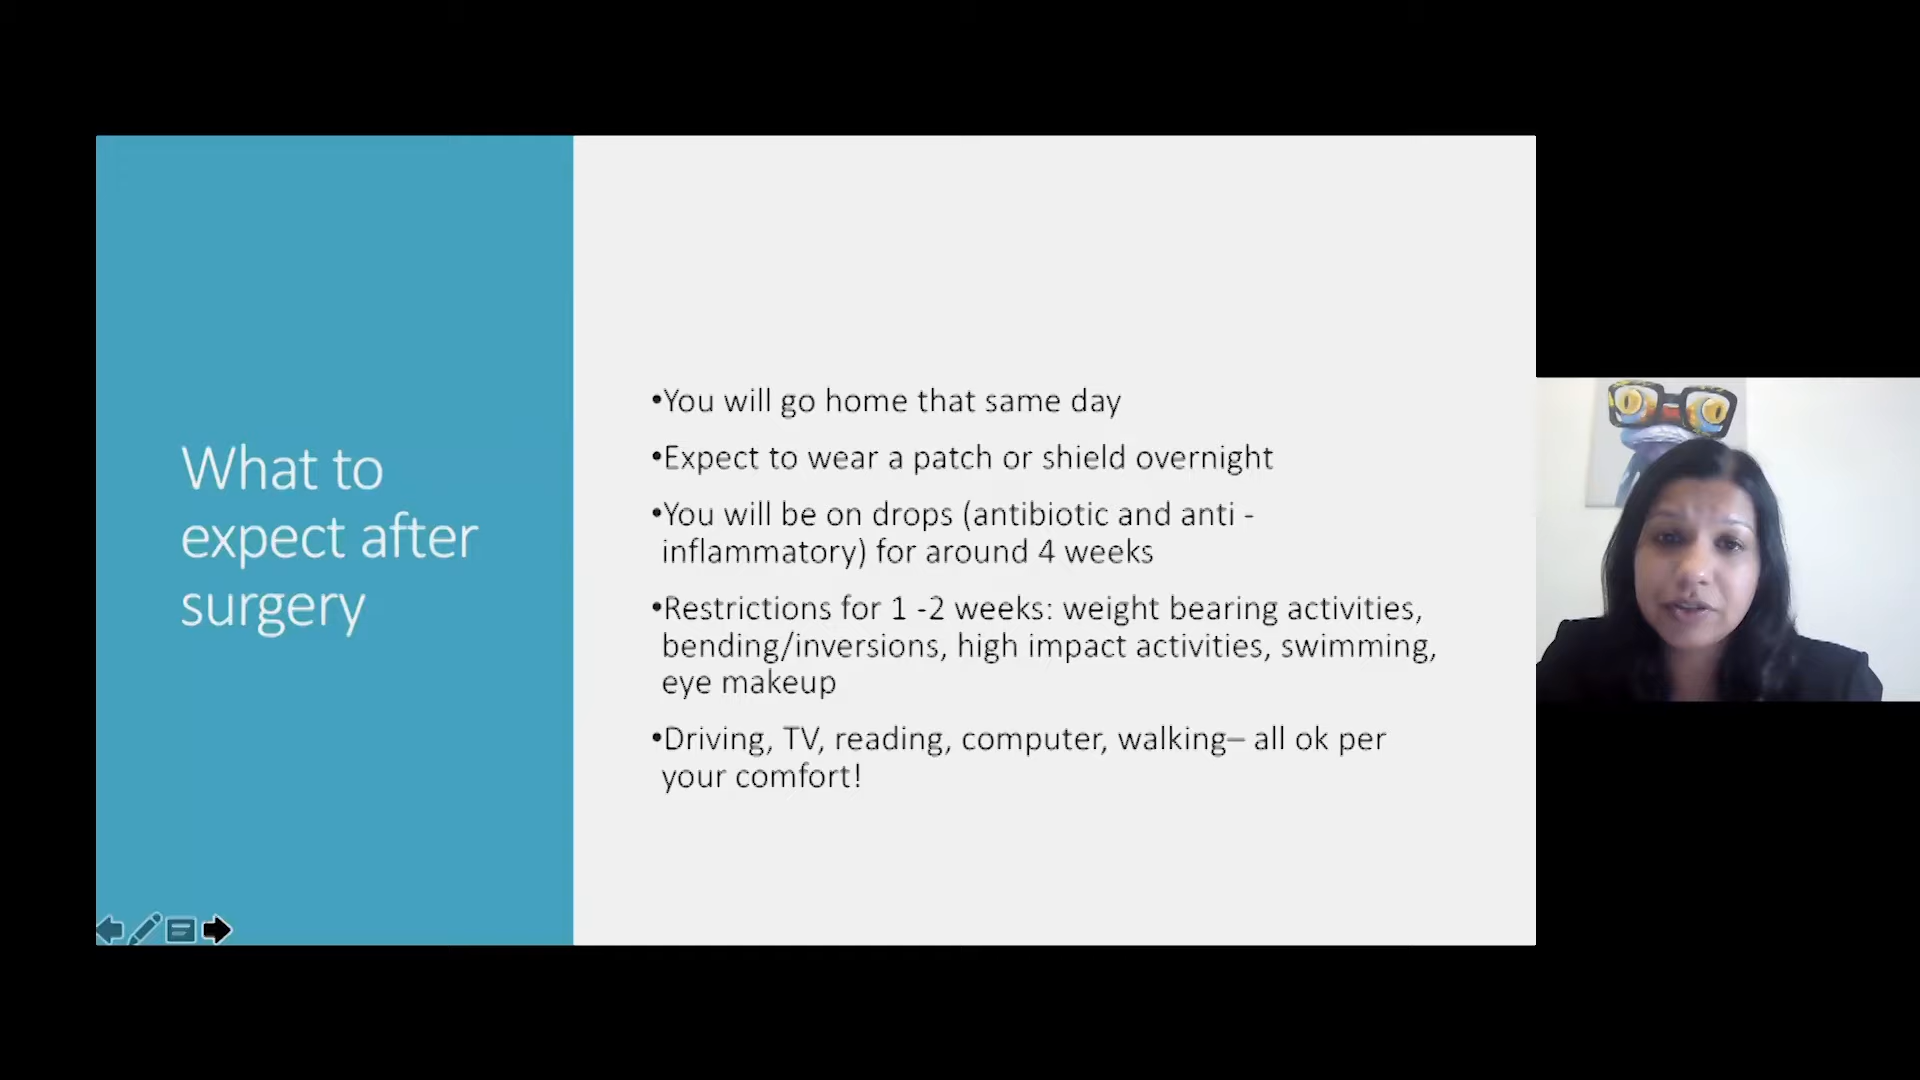 What to
expect after
surgery
•You will go home that same day
•Expect to wear a patch or shield overnight
•You will be on drops (antibiotic and anti -
inflammatory) for around 4 weeks
•Restrictions for 1 -2 weeks: weight bearing activities,
bending/inversions, high impact activities, swimming,
eye makeup
•Driving, TV, reading, computer, walking– all ok per
your comfort!